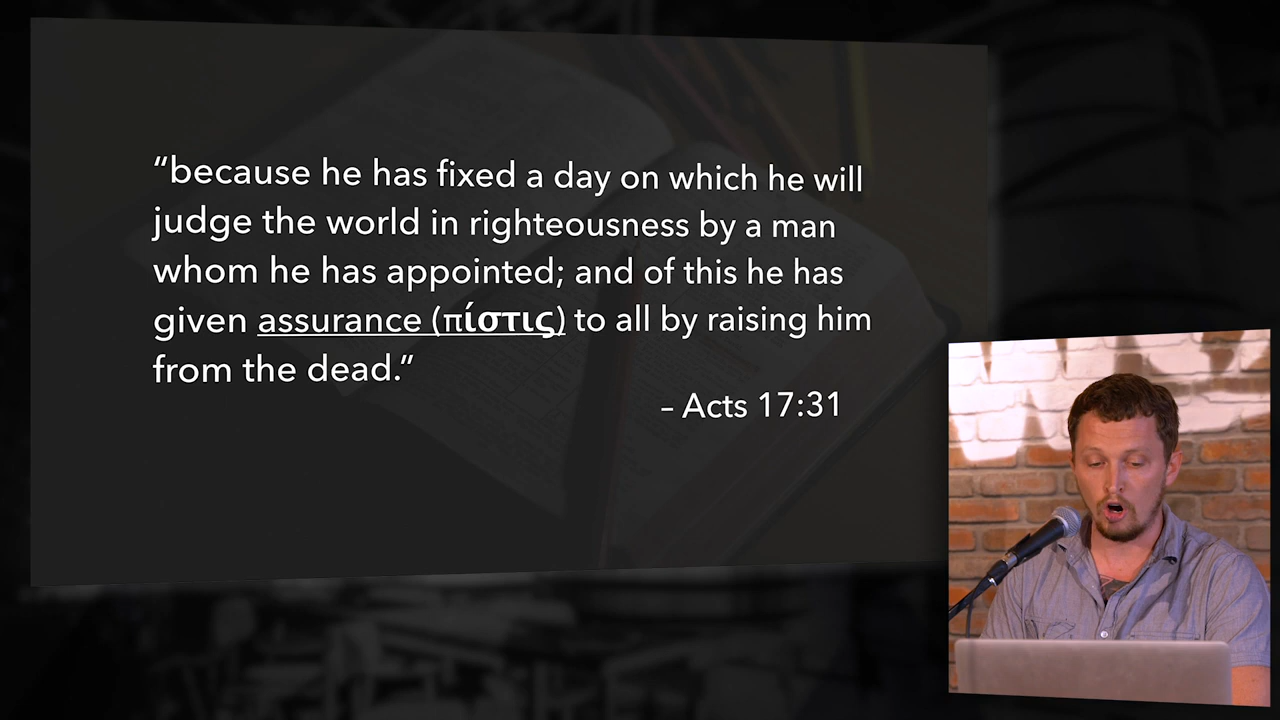 “because he has fixed a day on which he will
judge the world in righteousness by a man
whom he has appointed; and of this he has
given assurance (πίστις) to all by raising him
from the dead.”
– Acts 17:31